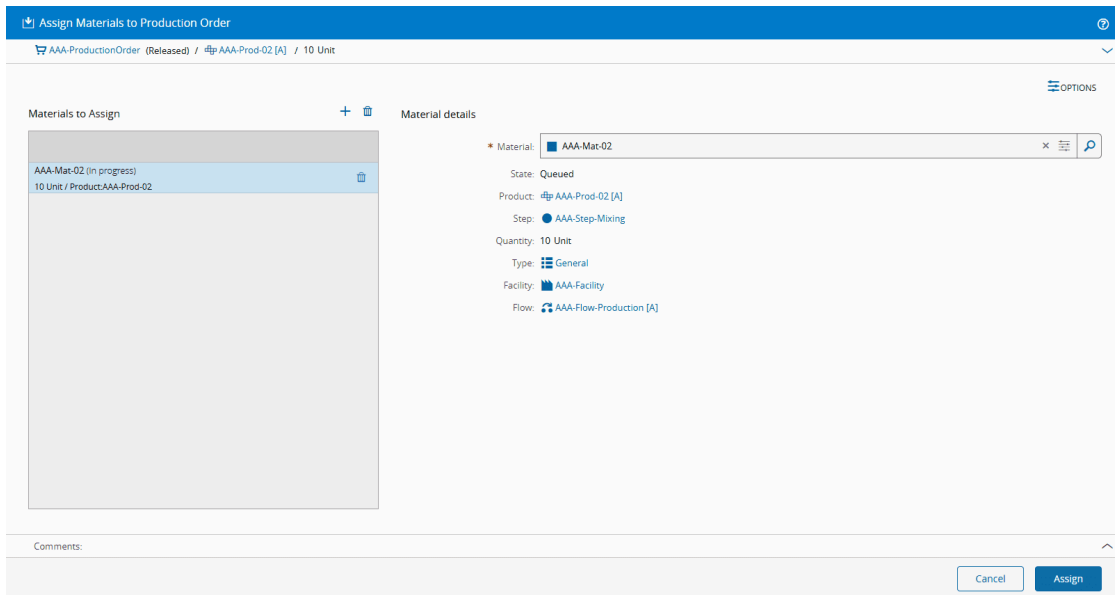 Assign Materials to Production Order
AAA-ProductionOrder (Released) / AAA-Prod-02 [A] / 10 Unit
OPTIONS
Materials to Assign
AAA-Mat-02 (In progress)
10 Unit / Product:AAA-Prod-02
Material details
* Material: AAA-Mat-02
State: Queued
Product: AAA-Prod-02 [A]
Step: AAA-Step-Mixing
Quantity: 10 Unit
Type: General
Facility: AAA-Facility
Flow: AAA-Flow-Production [A]
Comments:
Cancel Assign